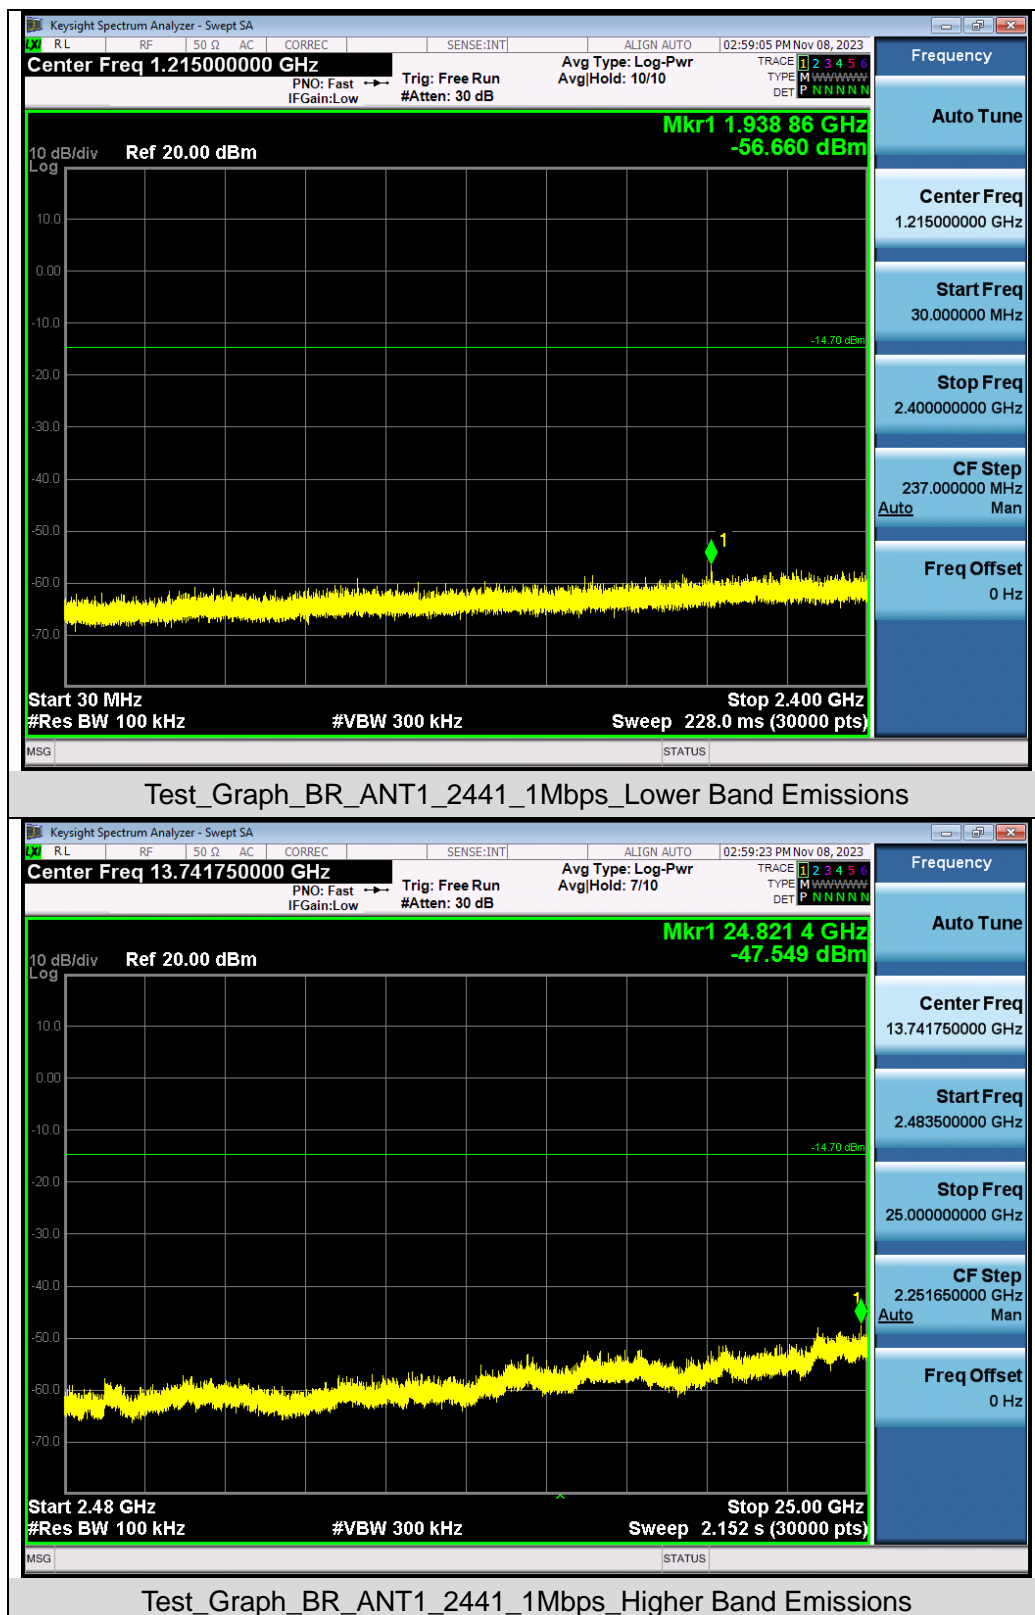 Keysight Spectrum Analyzer - Swept SA
LXI RL RF 50 Ω AC CORREC SENSE:INT ALIGN AUTO 02:59:05 PM Nov 08, 2023
Center Freq 1.215000000 GHz
PNO: Fast
IFGain:Low
Trig: Free Run
#Atten: 30 dB
Avg Type: Log-Pwr
Avg|Hold: 10/10
TRACE 1 2 3 4 5 6
TYPE M WWWWW
DET P N N N N N
Mkr1 1.938 86 GHz
-56.660 dBm
10 dB/div Ref 20.00 dBm
Log
10.0
0.00
-10.0
-14.70 dBm
-20.0
-30.0
-40.0
-50.0
1
-60.0
-70.0
Start 30 MHz Stop 2.400 GHz
#Res BW 100 kHz #VBW 300 kHz Sweep 228.0 ms (30000 pts)
MSG STATUS
Frequency
Auto Tune
Center Freq
1.215000000 GHz
Start Freq
30.000000 MHz
Stop Freq
2.400000000 GHz
CF Step
237.000000 MHz
Auto Man
Freq Offset
0 Hz
Test_Graph_BR_ANT1_2441_1Mbps_Lower Band Emissions
Keysight Spectrum Analyzer - Swept SA
LXI RL RF 50 Ω AC CORREC SENSE:INT ALIGN AUTO 02:59:23 PM Nov 08, 2023
Center Freq 13.741750000 GHz
PNO: Fast
IFGain:Low
Trig: Free Run
#Atten: 30 dB
Avg Type: Log-Pwr
Avg|Hold: 7/10
TRACE 1 2 3 4 5 6
TYPE M WWWWW
DET P N N N N N
Mkr1 24.821 4 GHz
-47.549 dBm
10 dB/div Ref 20.00 dBm
Log
10.0
0.00
-10.0
-14.70 dBm
-20.0
-30.0
-40.0
1
-50.0
-60.0
-70.0
Start 2.48 GHz Stop 25.00 GHz
#Res BW 100 kHz #VBW 300 kHz Sweep 2.152 s (30000 pts)
MSG STATUS
Frequency
Auto Tune
Center Freq
13.741750000 GHz
Start Freq
2.483500000 GHz
Stop Freq
25.000000000 GHz
CF Step
2.251650000 GHz
Auto Man
Freq Offset
0 Hz
Test_Graph_BR_ANT1_2441_1Mbps_Higher Band Emissions